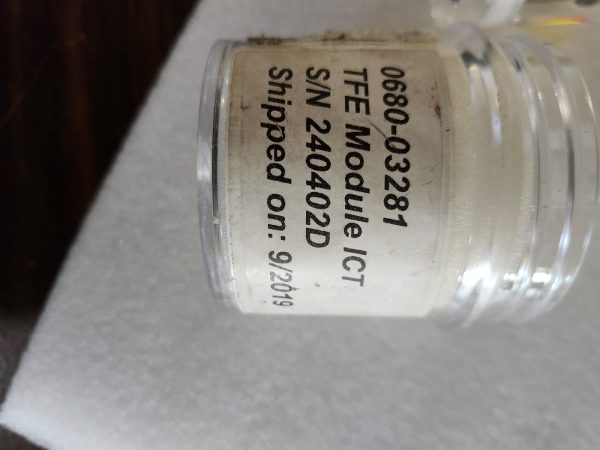 0680-03281
TFE Module ICT
S/N 240402D
Shipped on: 9/2019